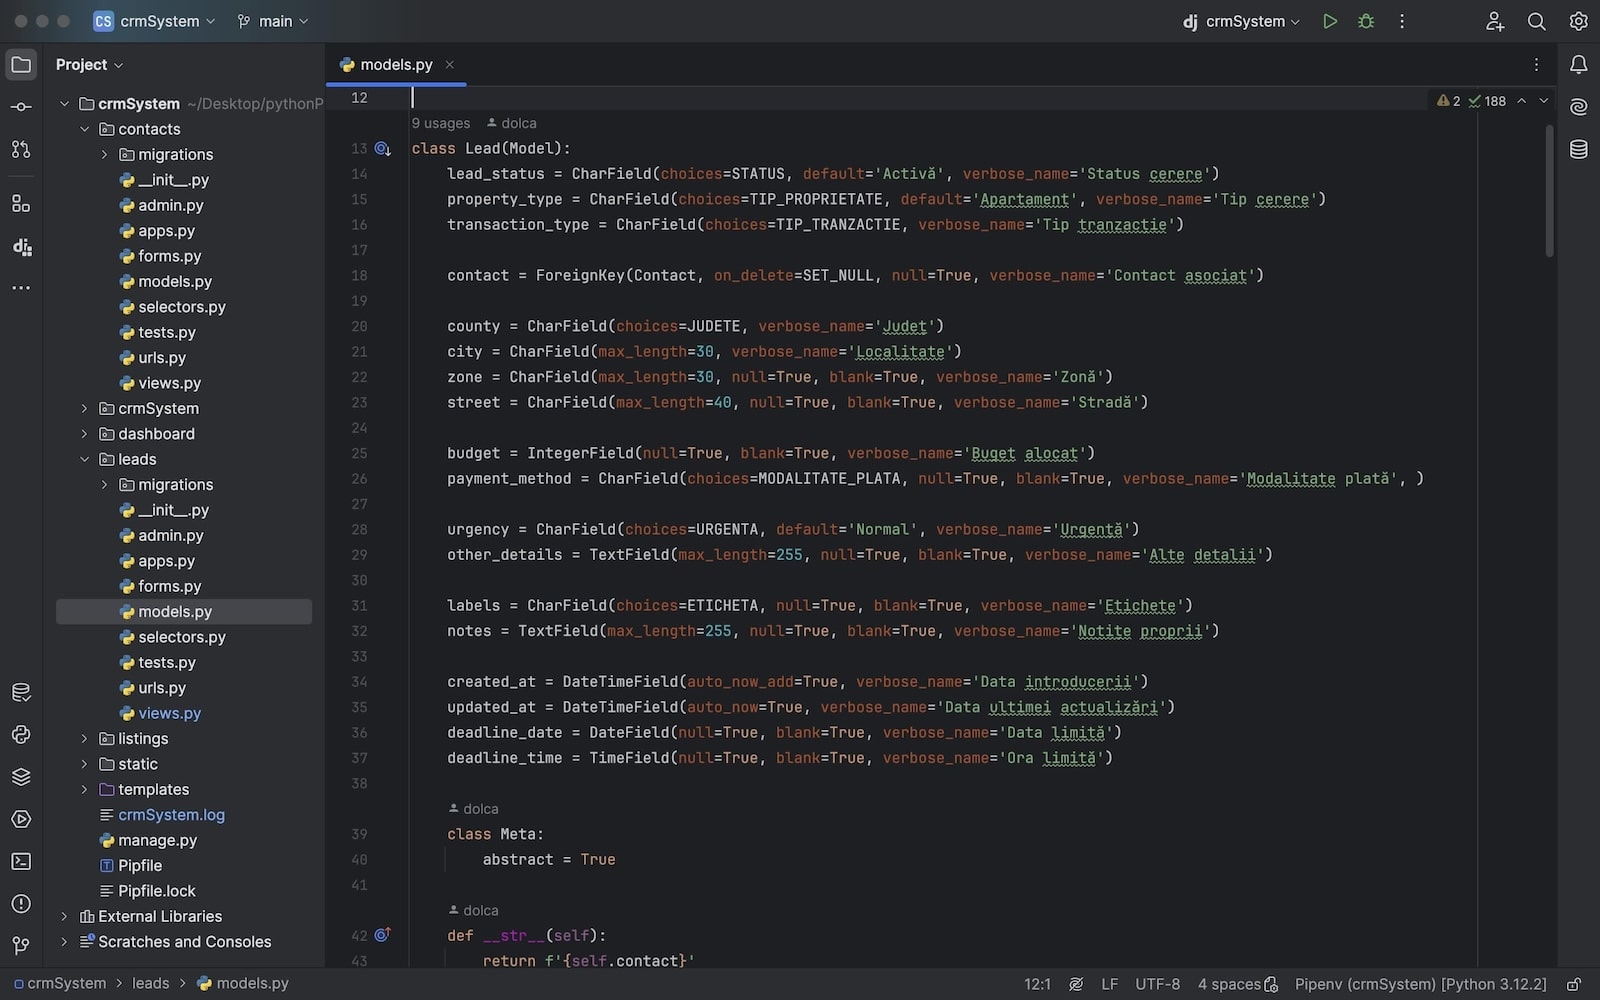 CS crmSystem main dj crmSystem
Project
crmSystem ~/Desktop/pythonP
contacts
migrations
__init__.py
admin.py
apps.py
forms.py
models.py
selectors.py
tests.py
urls.py
views.py
crmSystem
dashboard
leads
migrations
__init__.py
admin.py
apps.py
forms.py
models.py
selectors.py
tests.py
urls.py
views.py
listings
static
templates
crmSystem.log
manage.py
Pipfile
Pipfile.lock
External Libraries
Scratches and Consoles
models.py
2 188
12
9 usages dolca
13 class Lead(Model):
14 lead_status = CharField(choices=STATUS, default='Activă', verbose_name='Status cerere')
15 property_type = CharField(choices=TIP_PROPRIETATE, default='Apartament', verbose_name='Tip cerere')
16 transaction_type = CharField(choices=TIP_TRANZACTIE, verbose_name='Tip tranzacție')
17
18 contact = ForeignKey(Contact, on_delete=SET_NULL, null=True, verbose_name='Contact asociat')
19
20 county = CharField(choices=JUDETE, verbose_name='Județ')
21 city = CharField(max_length=30, verbose_name='Localitate')
22 zone = CharField(max_length=30, null=True, blank=True, verbose_name='Zonă')
23 street = CharField(max_length=40, null=True, blank=True, verbose_name='Stradă')
24
25 budget = IntegerField(null=True, blank=True, verbose_name='Buget alocat')
26 payment_method = CharField(choices=MODALITATE_PLATA, null=True, blank=True, verbose_name='Modalitate plată', )
27
28 urgency = CharField(choices=URGENTA, default='Normal', verbose_name='Urgență')
29 other_details = TextField(max_length=255, null=True, blank=True, verbose_name='Alte detalii')
30
31 labels = CharField(choices=ETICHETA, null=True, blank=True, verbose_name='Etichete')
32 notes = TextField(max_length=255, null=True, blank=True, verbose_name='Notițe proprii')
33
34 created_at = DateTimeField(auto_now_add=True, verbose_name='Data introducerii')
35 updated_at = DateTimeField(auto_now=True, verbose_name='Data ultimei actualizări')
36 deadline_date = DateField(null=True, blank=True, verbose_name='Data limită')
37 deadline_time = TimeField(null=True, blank=True, verbose_name='Ora limită')
38
dolca
39 class Meta:
40 abstract = True
41
dolca
42 def __str__(self):
43 return f'{self.contact}'
crmSystem > leads > models.py
12:1 LF UTF-8 4 spaces Pipenv (crmSystem) [Python 3.12.2]